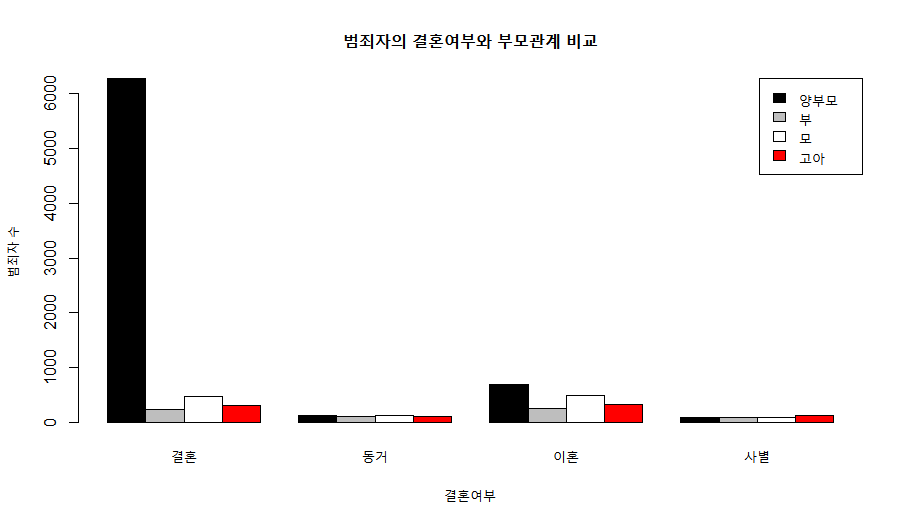 범죄자의 결혼여부와 부모관계 비교
양부모
부
모
고아
범죄자 수
6000
5000
4000
3000
2000
1000
0
결혼 동거 이혼 사별
결혼여부